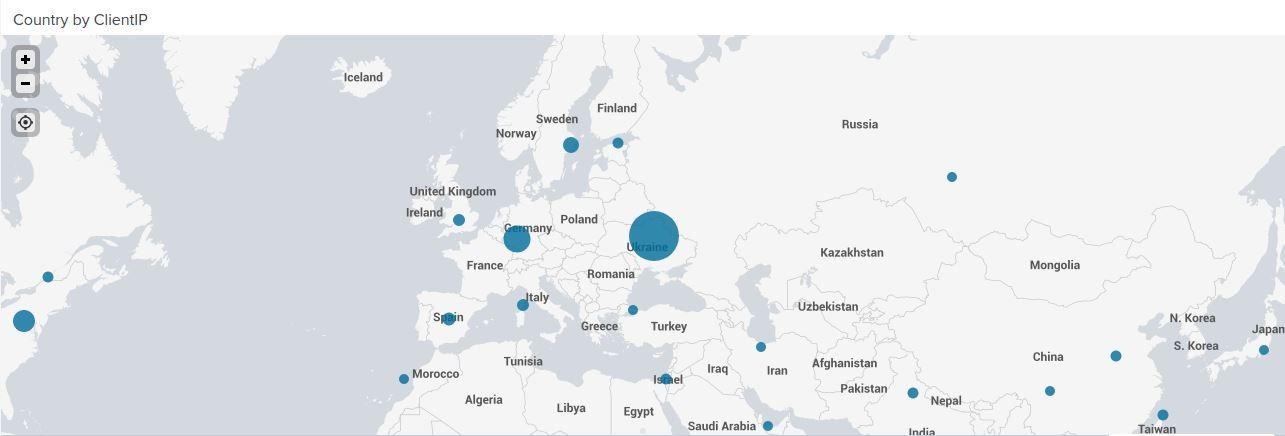 Country by ClientIP
+
−
Iceland
Finland
Sweden
Norway
Russia
United Kingdom
Ireland
Poland
Germany
Ukraine
Kazakhstan
Mongolia
France
Romania
Italy
Uzbekistan
Spain
N. Korea
Greece
Turkey
Japan
S. Korea
China
Tunisia
Afghanistan
Iraq
Iran
Morocco
Israel
Pakistan
Algeria
Nepal
Libya
Egypt
Saudi Arabia
Taiwan
India